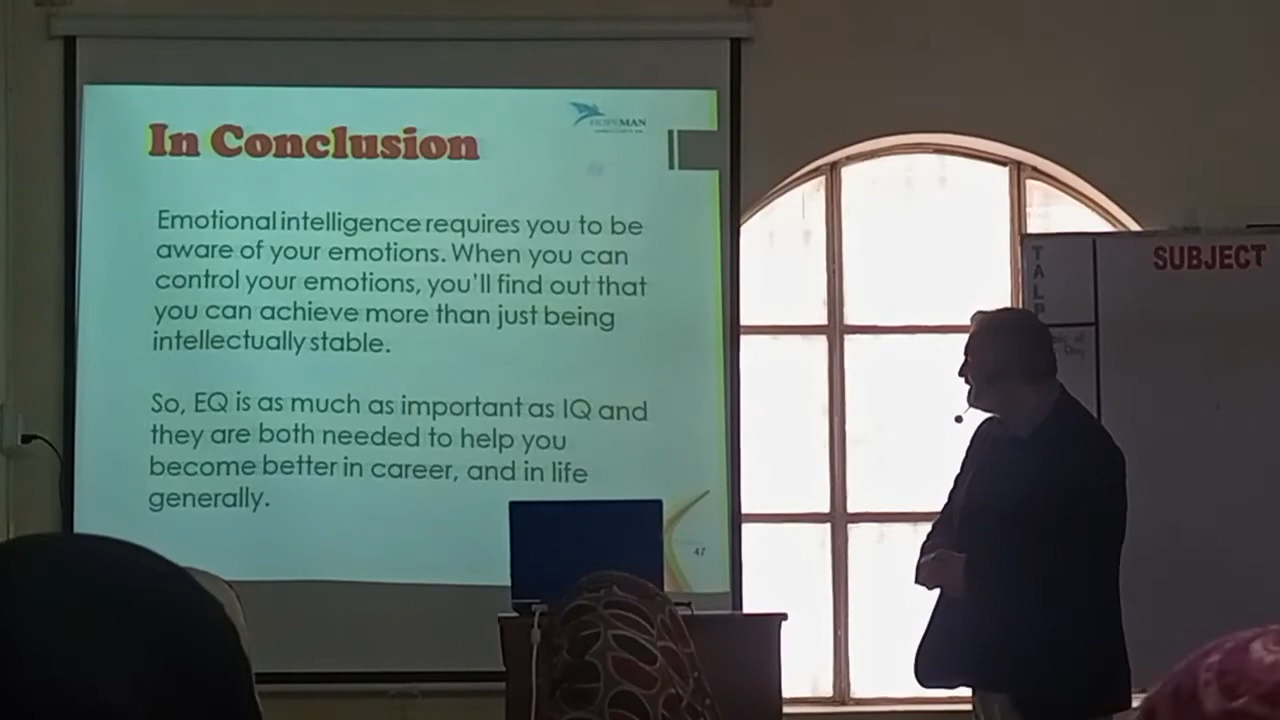 In Conclusion
HOPEMAN
Emotional intelligence requires you to be
aware of your emotions. When you can
control your emotions, you'll find out that
you can achieve more than just being
intellectually stable.
So, EQ is as much as important as IQ and
they are both needed to help you
become better in career, and in life
generally.
47
TALP
SUBJECT